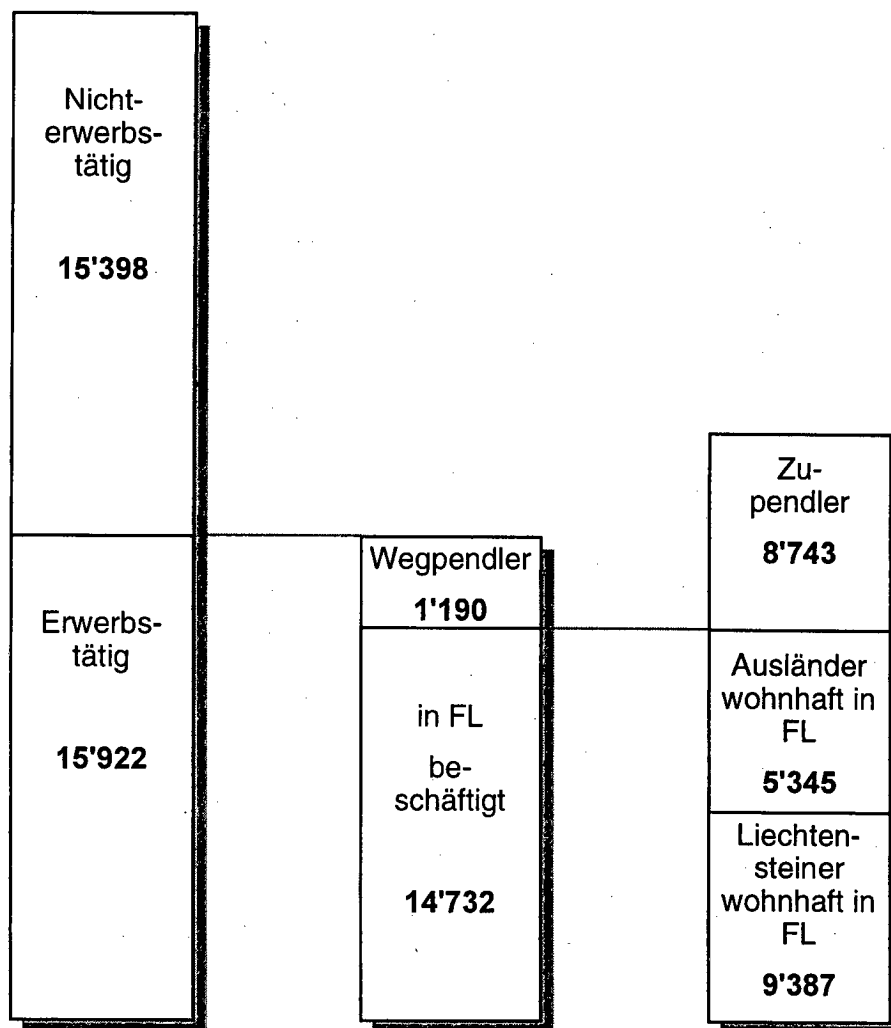 Nicht-
erwerbs-
tätig
15'398
Erwerbs-
tätig
15'922
Wegpendler
1'190
in FL
be-
schäftigt
14'732
Zu-
pendler
8'743
Ausländer
wohnhaft in
FL
5'345
Liechten-
steiner
wohnhaft in
FL
9'387